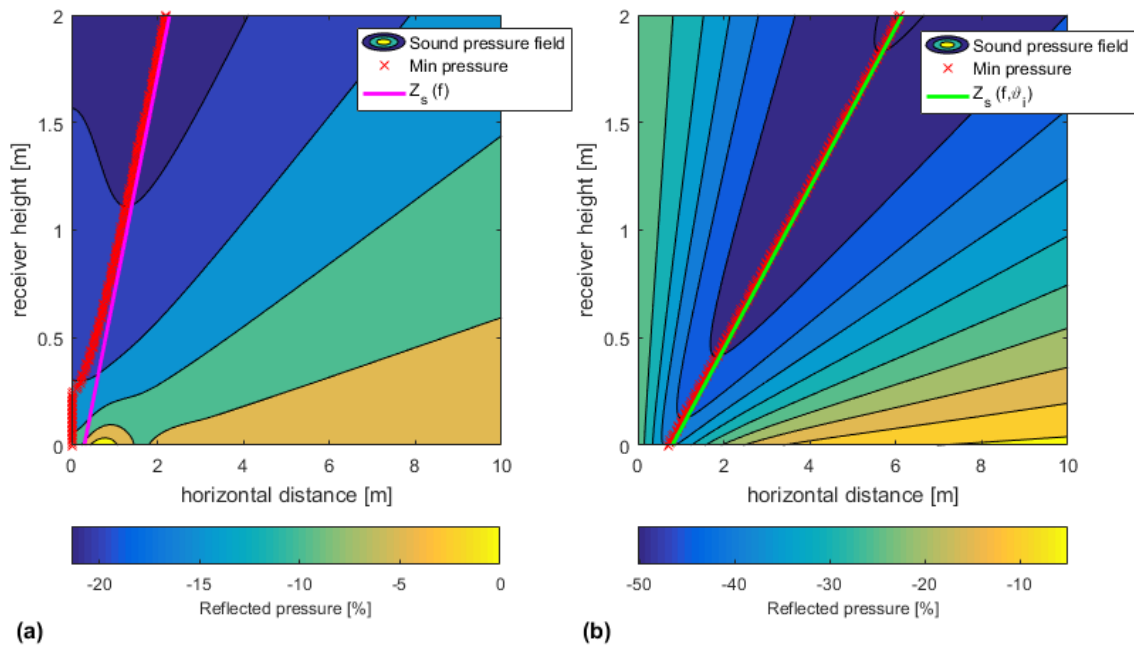 2
1.5
1
0.5
0
receiver height [m]
0 2 4 6 8 10
horizontal distance [m]
Sound pressure field
Min pressure
Z_s (f)
-20 -15 -10 -5 0
Reflected pressure [%]
(a)
2
1.5
1
0.5
0
receiver height [m]
0 2 4 6 8 10
horizontal distance [m]
Sound pressure field
Min pressure
Z_s (f,ϑ_i)
-50 -40 -30 -20 -10
Reflected pressure [%]
(b)